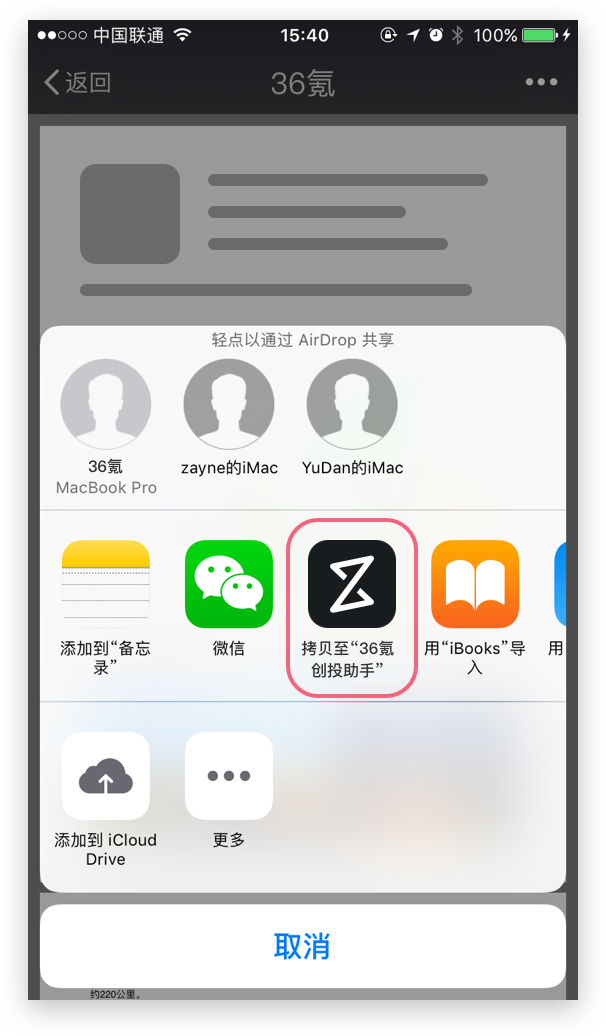 中国联通
15:40
100%
返回
36氪
轻点以通过 AirDrop 共享
36氪
MacBook Pro
zayne的iMac
YuDan的iMac
添加到“备忘
录”
微信
拷贝至“36氪
创投助手”
用“iBooks”导
入
用
添加到 iCloud
Drive
更多
取消
约220公里。